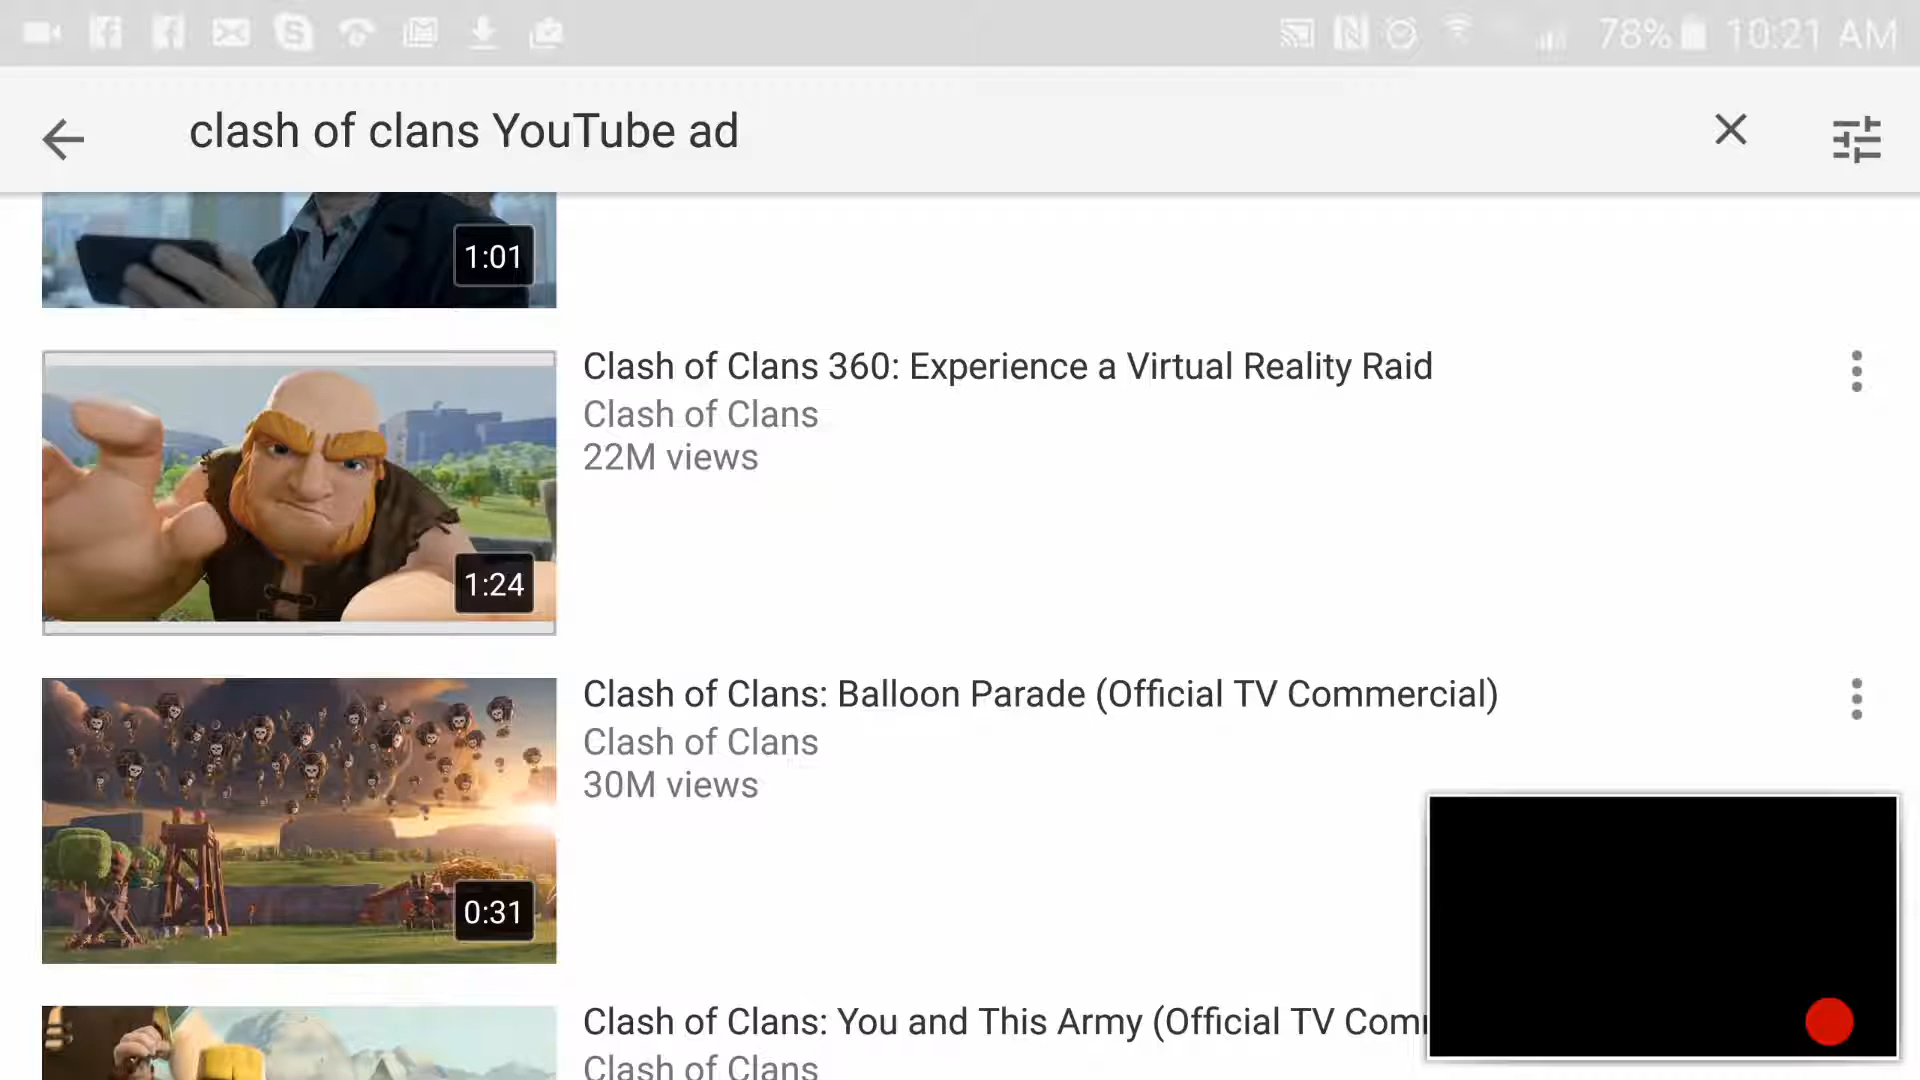 78% 10:21 AM
clash of clans YouTube ad
1:01
Clash of Clans 360: Experience a Virtual Reality Raid
Clash of Clans
22M views
1:24
Clash of Clans: Balloon Parade (Official TV Commercial)
Clash of Clans
30M views
0:31
Clash of Clans: You and This Army (Official TV Com
Clash of Clans